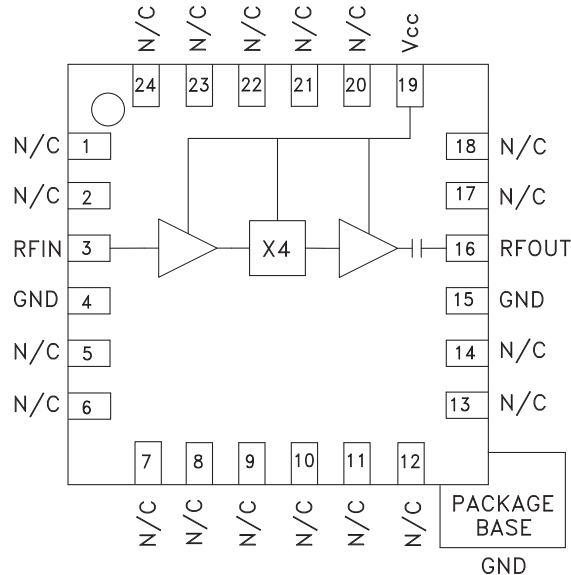 N/C N/C N/C N/C N/C Vcc
24 23 22 21 20 19
N/C 1 18 N/C
N/C 2 17 N/C
RFIN 3 X4 16 RFOUT
GND 4 15 GND
N/C 5 14 N/C
N/C 6 13 N/C
7 8 9 10 11 12
N/C N/C N/C N/C N/C N/C
PACKAGE
BASE
GND